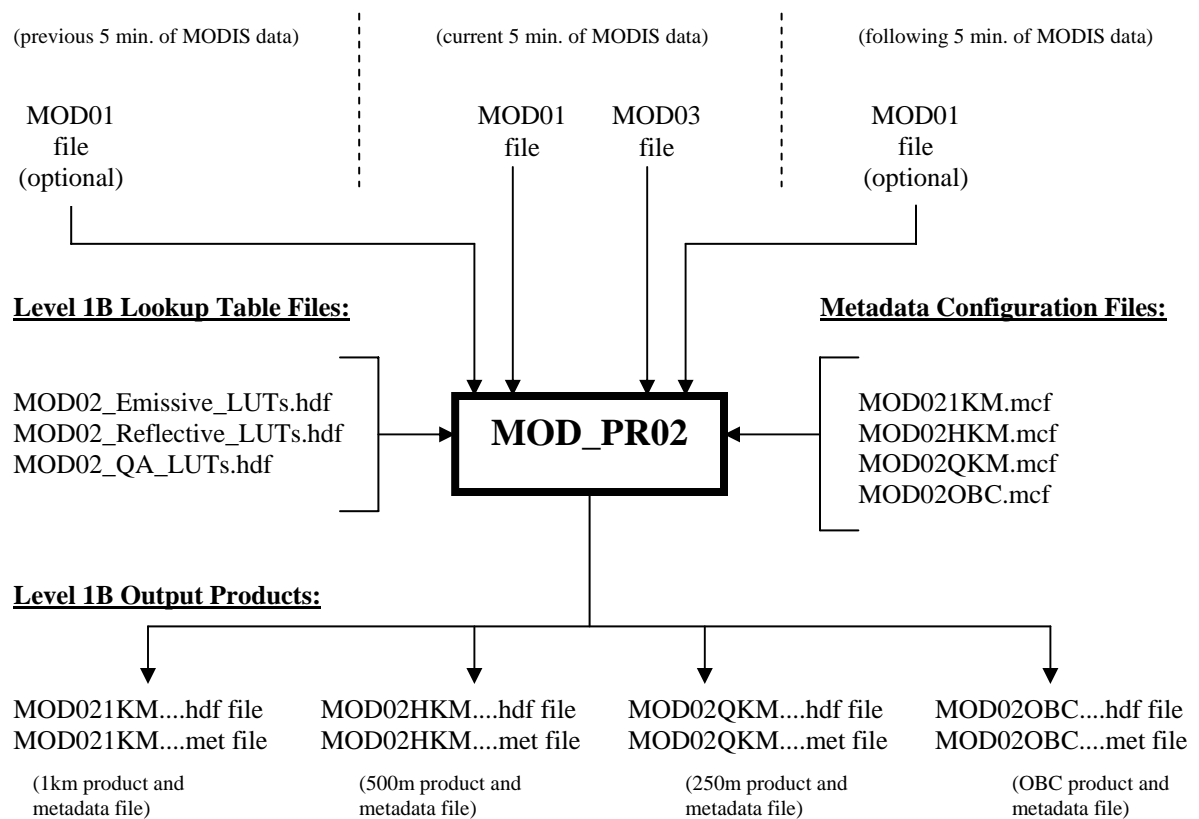 (previous 5 min. of MODIS data)
(current 5 min. of MODIS data)
(following 5 min. of MODIS data)
MOD01
file
(optional)
MOD01
file
MOD03
file
MOD01
file
(optional)
Level 1B Lookup Table Files:
Metadata Configuration Files:
MOD02_Emissive_LUTs.hdf
MOD02_Reflective_LUTs.hdf
MOD02_QA_LUTs.hdf
MOD_PR02
MOD021KM.mcf
MOD02HKM.mcf
MOD02QKM.mcf
MOD02OBC.mcf
Level 1B Output Products:
MOD021KM....hdf file
MOD021KM....met file
(1km product and
metadata file)
MOD02HKM....hdf file
MOD02HKM....met file
(500m product and
metadata file)
MOD02QKM....hdf file
MOD02QKM....met file
(250m product and
metadata file)
MOD02OBC....hdf file
MOD02OBC....met file
(OBC product and
metadata file)